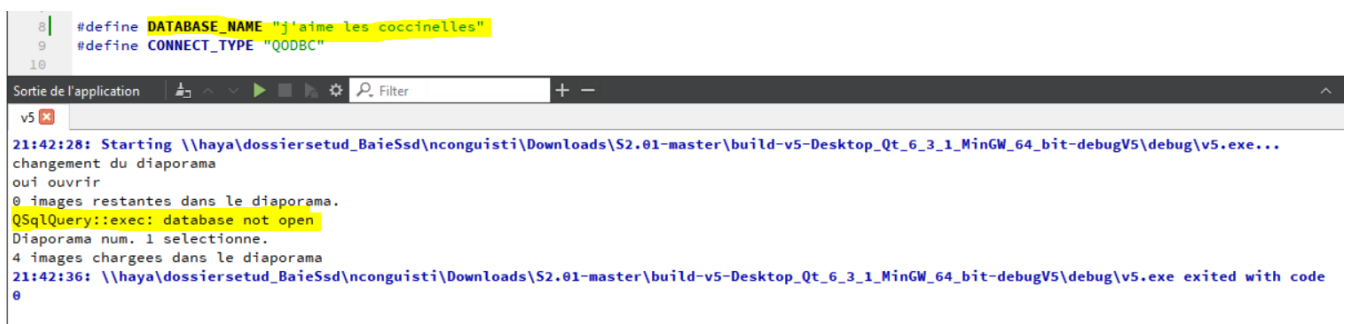 8 #define DATABASE_NAME "j'aime les coccinelles"
9 #define CONNECT_TYPE "QODBC"
10
Sortie de l'application Filter
v5
21:42:28: Starting \\haya\dossiersetud_BaieSsd\nconguisti\Downloads\S2.01-master\build-v5-Desktop_Qt_6_3_1_MinGW_64_bit-debugV5\debug\v5.exe...
changement du diaporama
oui ouvrir
0 images restantes dans le diaporama.
QSqlQuery::exec: database not open
Diaporama num. 1 selectionne.
4 images chargees dans le diaporama
21:42:36: \\haya\dossiersetud_BaieSsd\nconguisti\Downloads\S2.01-master\build-v5-Desktop_Qt_6_3_1_MinGW_64_bit-debugV5\debug\v5.exe exited with code
0